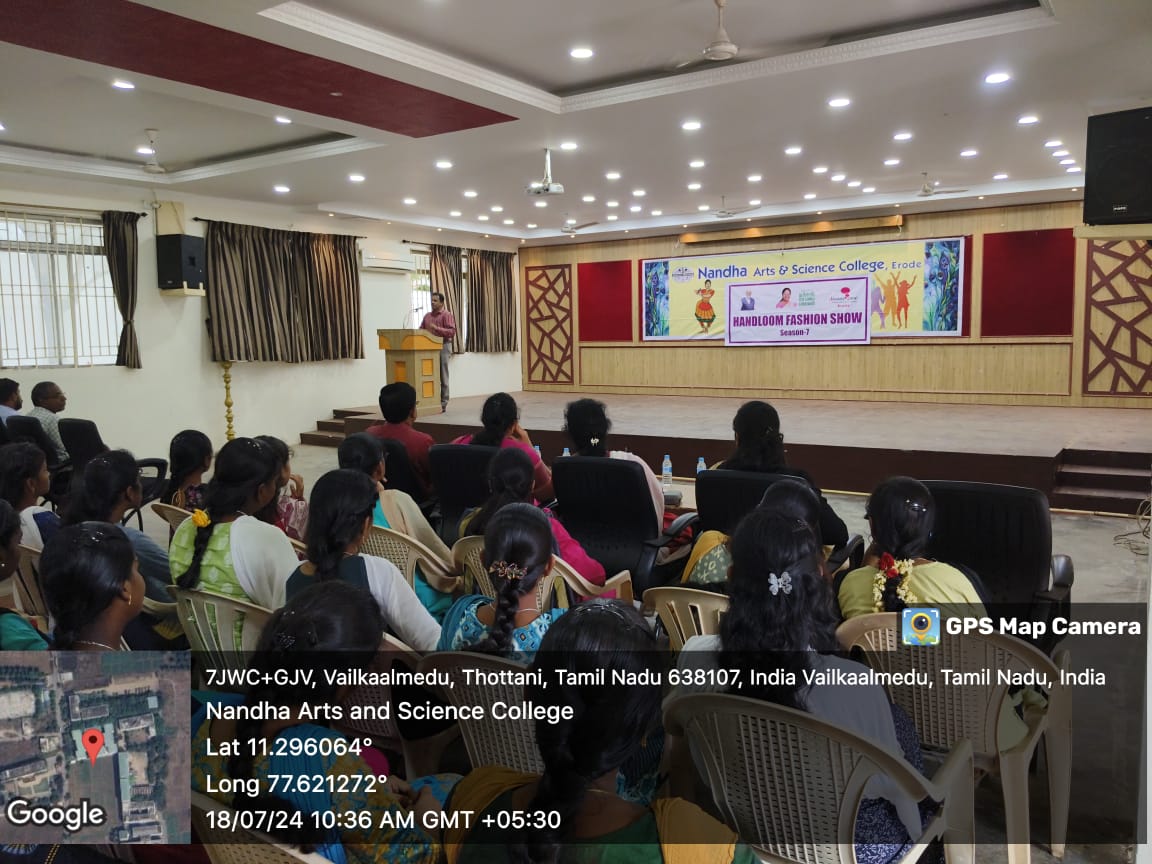 Nandha Arts & Science College, Erode
HANDLOOM FASHION SHOW
Season-7
GPS Map Camera
7JWC+GJV, Vailkaalmedu, Thottani, Tamil Nadu 638107, India Vailkaalmedu, Tamil Nadu, India
Nandha Arts and Science College
Lat 11.296064°
Long 77.621272°
18/07/24 10:36 AM GMT +05:30
Google